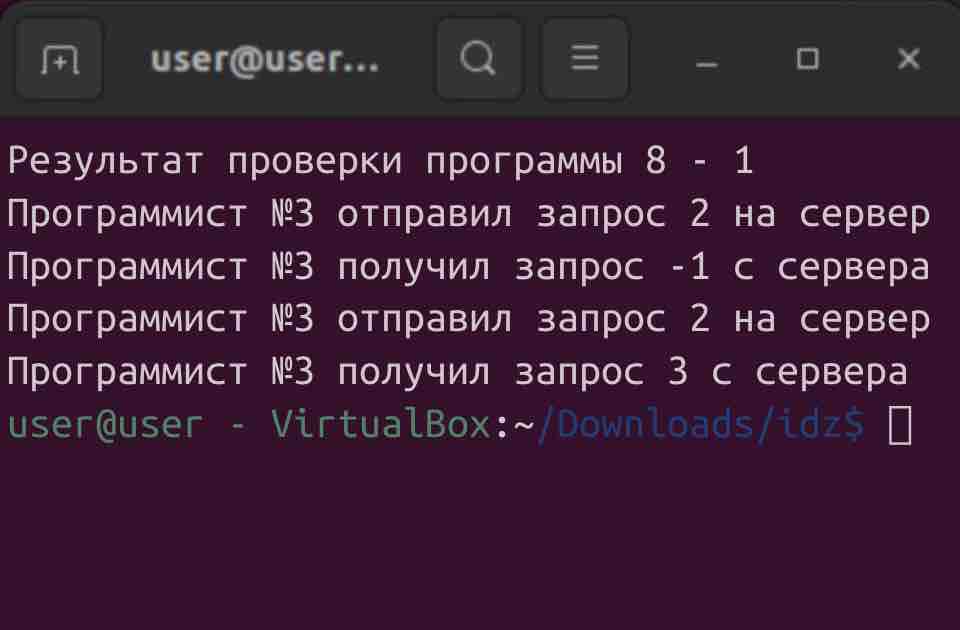 user@user...
Результат проверки программы 8 - 1
Программист №3 отправил запрос 2 на сервер
Программист №3 получил запрос -1 с сервера
Программист №3 отправил запрос 2 на сервер
Программист №3 получил запрос 3 с сервера
user@user - VirtualBox:~/Downloads/idz$